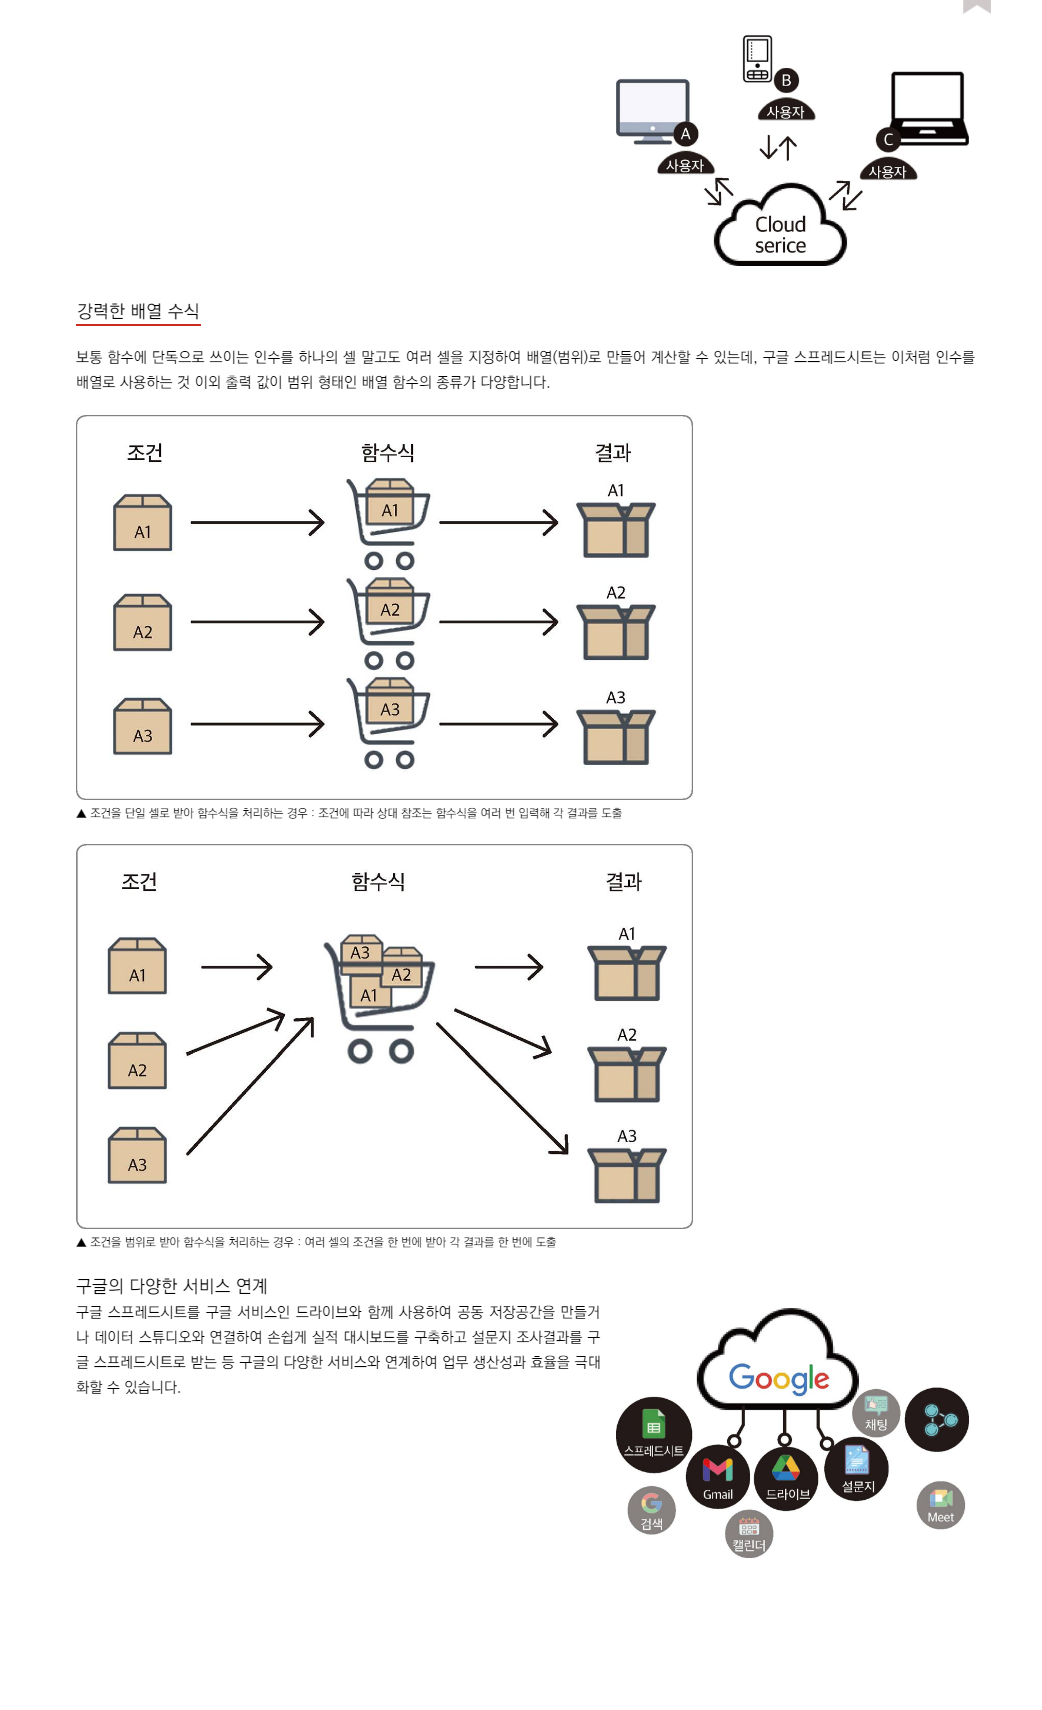 B
사용자
A
사용자
C
사용자
Cloud
serice
강력한 배열 수식
보통 함수에 단독으로 쓰이는 인수를 하나의 셀 말고도 여러 셀을 지정하여 배열(범위)로 만들어 계산할 수 있는데, 구글 스프레드시트는 이처럼 인수를
배열로 사용하는 것 이외 출력 값이 범위 형태인 배열 함수의 종류가 다양합니다.
조건 함수식 결과
A1 A1 A1
A2 A2 A2
A3 A3 A3
▲ 조건을 단일 셀로 받아 함수식을 처리하는 경우 : 조건에 따라 상대 참조는 함수식을 여러 번 입력해 각 결과를 도출
조건 함수식 결과
A1 A3 A2 A1 A1
A2 A2
A3 A3
▲ 조건을 범위로 받아 함수식을 처리하는 경우 : 여러 셀의 조건을 한 번에 받아 각 결과를 한 번에 도출
구글의 다양한 서비스 연계
구글 스프레드시트를 구글 서비스인 드라이브와 함께 사용하여 공동 저장공간을 만들거
나 데이터 스튜디오와 연결하여 손쉽게 실적 대시보드를 구축하고 설문지 조사결과를 구
글 스프레드시트로 받는 등 구글의 다양한 서비스와 연계하여 업무 생산성과 효율을 극대
화할 수 있습니다.
Google
채팅
스프레드시트
Gmail
드라이브
설문지
검색
캘린더
Meet